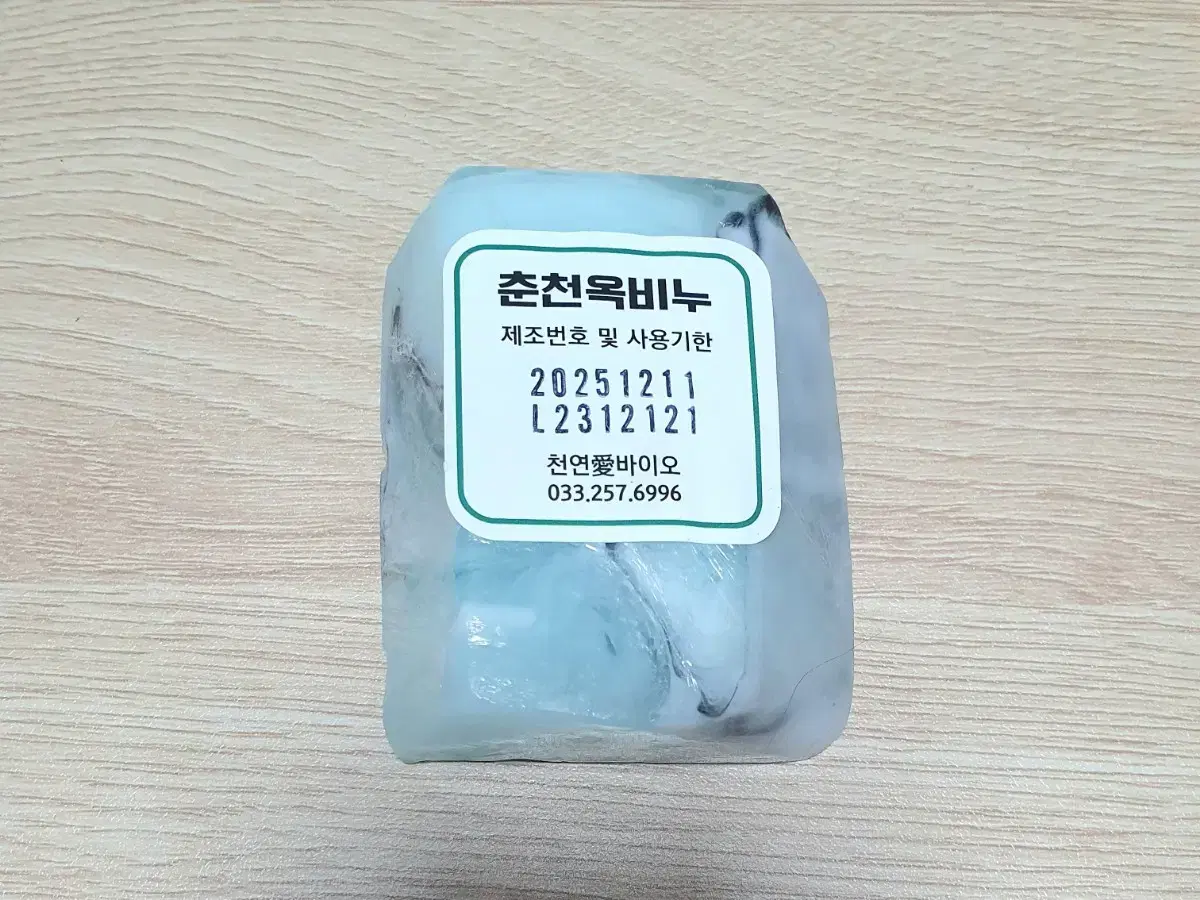 춘천옥비누
제조번호 및 사용기한
20251211
L2312121
천연愛바이오
033.257.6996